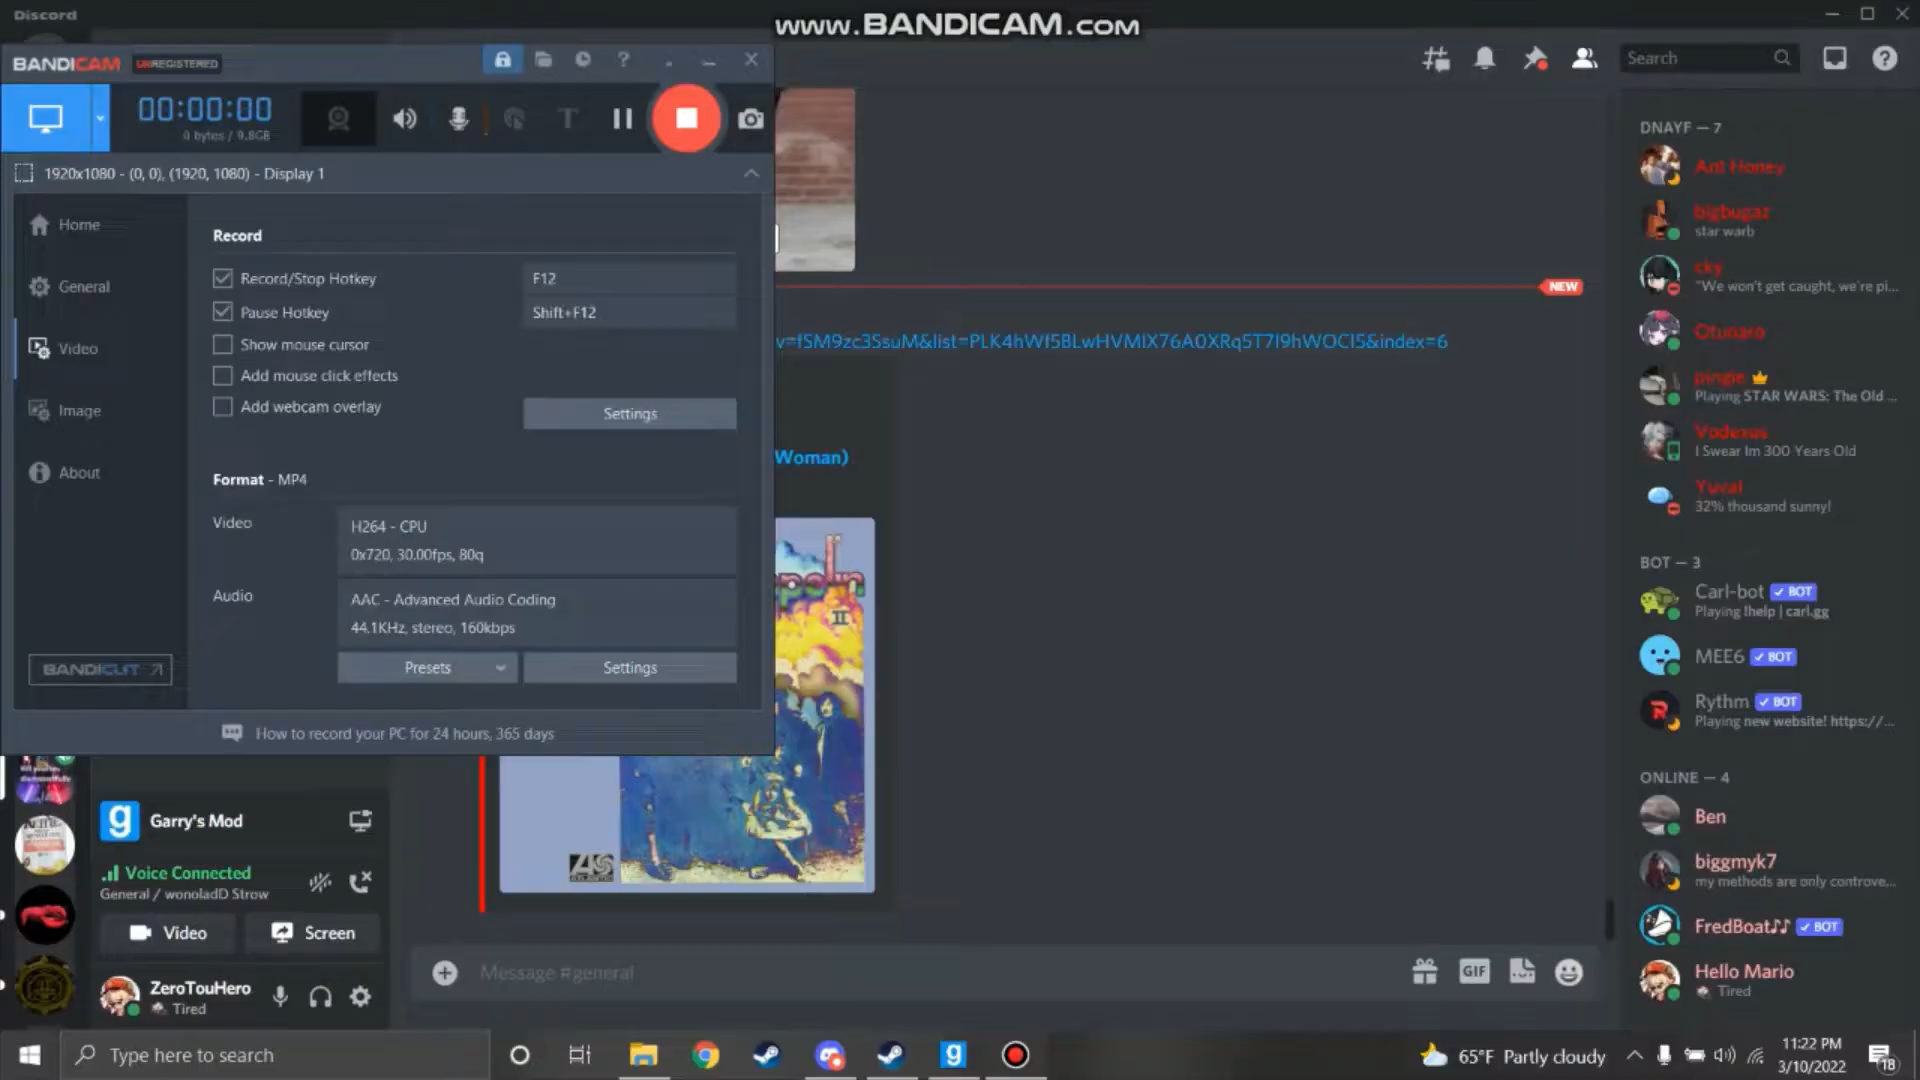 Discord
www.BANDICAM.com
BANDICAM UNREGISTERED
?
Search
00:00:00
0 bytes / 9.8GB
T
1920x1080 - (0, 0), (1920, 1080) - Display 1
Home
General
Video
Image
About
BANDICUT
Record
Record/Stop Hotkey
F12
Pause Hotkey
Shift+F12
Show mouse cursor
Add mouse click effects
Add webcam overlay
Settings
Format - MP4
Video
H264 - CPU
0x720, 30.00fps, 80q
Audio
AAC - Advanced Audio Coding
44.1KHz, stereo, 160kbps
Presets
Settings
How to record your PC for 24 hours, 365 days
NEW
v=fSM9zc3SsuM&list=PLK4hWf5BLwHVMIX76A0XRq5T7I9hWOCl5&index=6
Woman)
II
Garry's Mod
Voice Connected
General / wonoladD Strow
Video
Screen
ZeroTouHero
Tired
Message #general
GIF
DNAYF — 7
Ant Honey
bigbugaz
star warb
cky
"We won't get caught, we're pi...
Otunaro
pingle
Playing STAR WARS: The Old ...
Vodexus
I Swear Im 300 Years Old
Yuval
32% thousand sunny!
BOT — 3
Carl-bot BOT
Playing !help | carl.gg
MEE6 BOT
Rythm BOT
Playing new website! https://...
ONLINE — 4
Ben
biggmyk7
my methods are only controve...
FredBoat♪♪ BOT
Hello Mario
Tired
Type here to search
65°F Partly cloudy
11:22 PM
3/10/2022
18